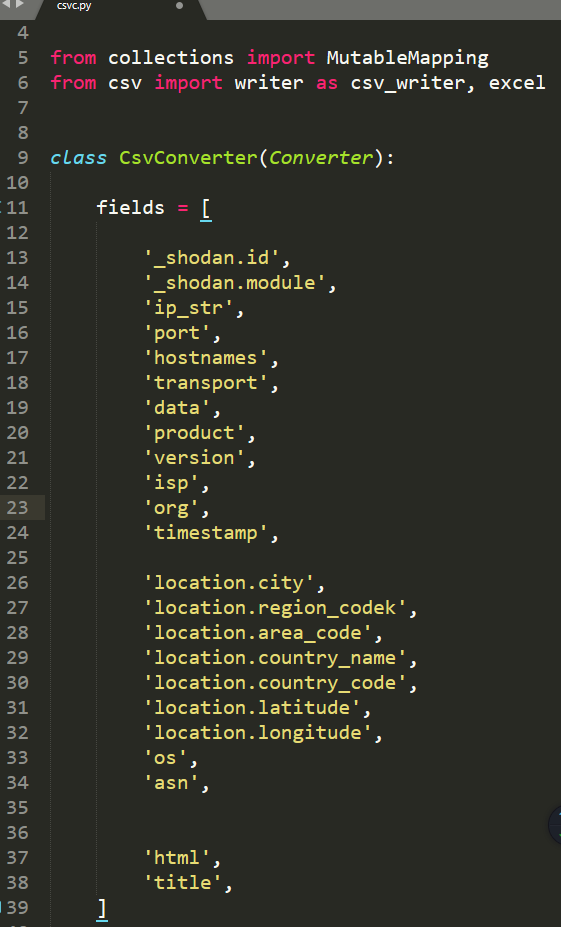 csvc.py
4
5 from collections import MutableMapping
6 from csv import writer as csv_writer, excel
7
8
9 class CsvConverter(Converter):
10
11 fields = [
12
13 '_shodan.id',
14 '_shodan.module',
15 'ip_str',
16 'port',
17 'hostnames',
18 'transport',
19 'data',
20 'product',
21 'version',
22 'isp',
23 'org',
24 'timestamp',
25
26 'location.city',
27 'location.region_codek',
28 'location.area_code',
29 'location.country_name',
30 'location.country_code',
31 'location.latitude',
32 'location.longitude',
33 'os',
34 'asn',
35
36
37 'html',
38 'title',
39 ]